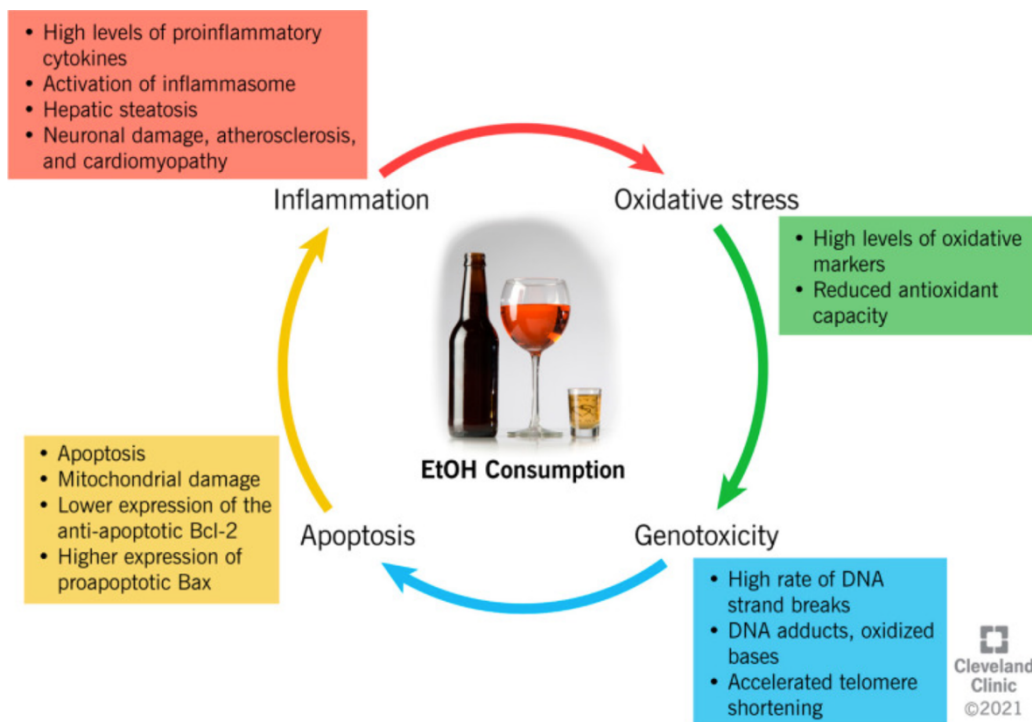 • High levels of proinflammatory
cytokines
• Activation of inflammasome
• Hepatic steatosis
• Neuronal damage, atherosclerosis,
and cardiomyopathy
Inflammation
Oxidative stress
• High levels of oxidative
markers
• Reduced antioxidant
capacity
EtOH Consumption
• Apoptosis
• Mitochondrial damage
• Lower expression of the
anti-apoptotic Bcl-2
• Higher expression of
proapoptotic Bax
Apoptosis
Genotoxicity
• High rate of DNA
strand breaks
• DNA adducts, oxidized
bases
• Accelerated telomere
shortening
Cleveland
Clinic
©2021